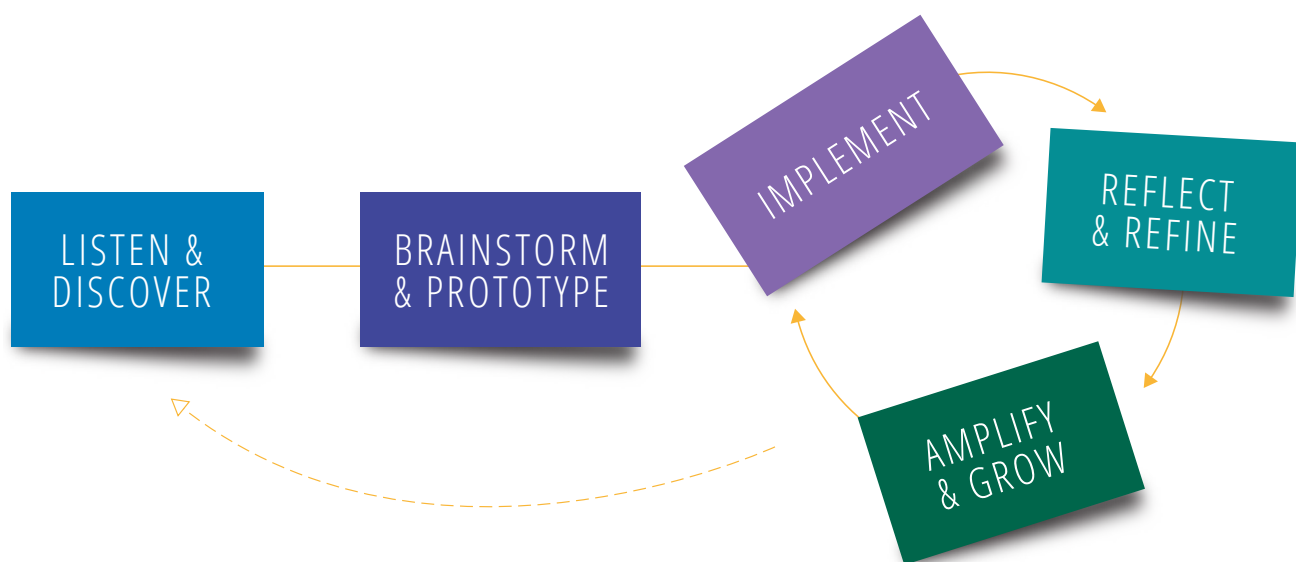 LISTEN &
DISCOVER
BRAINSTORM
& PROTOTYPE
IMPLEMENT
REFLECT
& REFINE
AMPLIFY
& GROW